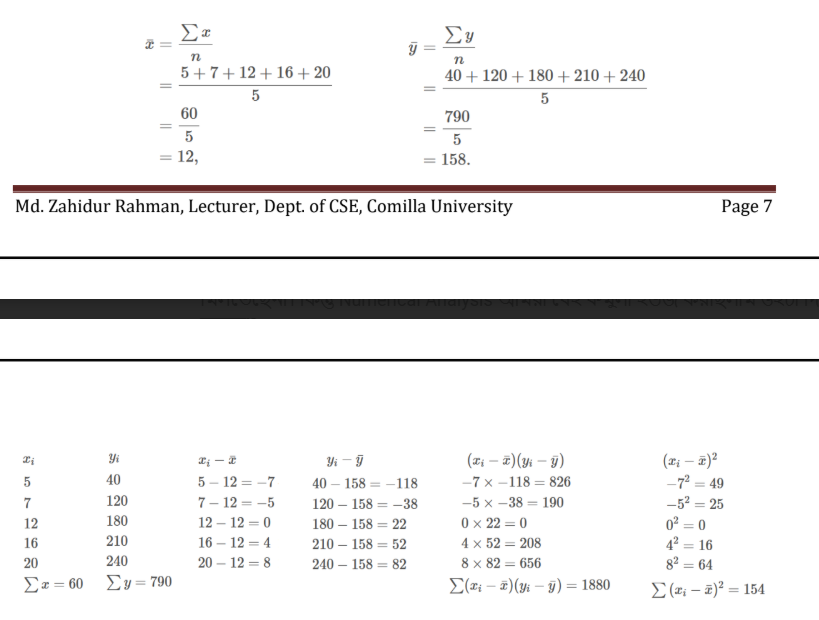 x̄ = ∑x / n
= (5 + 7 + 12 + 16 + 20) / 5
= 60 / 5
= 12,
ȳ = ∑y / n
= (40 + 120 + 180 + 210 + 240) / 5
= 790 / 5
= 158.
Md. Zahidur Rahman, Lecturer, Dept. of CSE, Comilla University Page 7
Numerical Analysis
xᵢ yᵢ xᵢ − x̄ yᵢ − ȳ (xᵢ − x̄)(yᵢ − ȳ) (xᵢ − x̄)²
5 40 5 − 12 = −7 40 − 158 = −118 −7 × −118 = 826 −7² = 49
7 120 7 − 12 = −5 120 − 158 = −38 −5 × −38 = 190 −5² = 25
12 180 12 − 12 = 0 180 − 158 = 22 0 × 22 = 0 0² = 0
16 210 16 − 12 = 4 210 − 158 = 52 4 × 52 = 208 4² = 16
20 240 20 − 12 = 8 240 − 158 = 82 8 × 82 = 656 8² = 64
∑x = 60 ∑y = 790 ∑(xᵢ − x̄)(yᵢ − ȳ) = 1880 ∑(xᵢ − x̄)² = 154